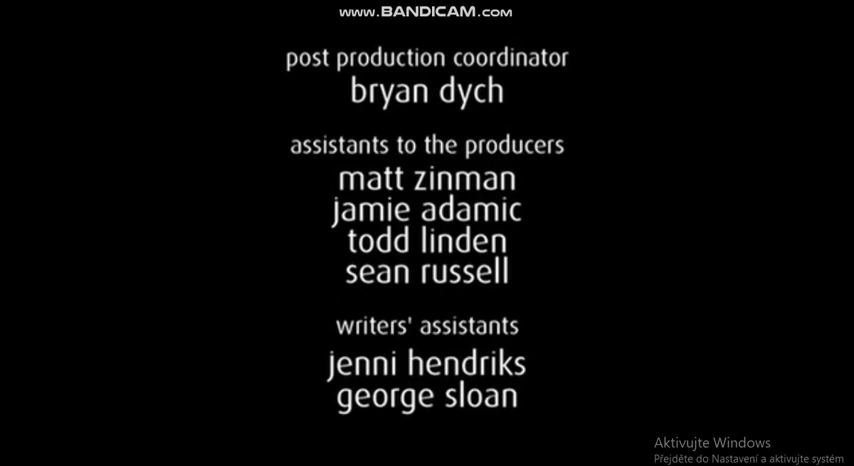 www.BANDICAM.com
post production coordinator
bryan dych
assistants to the producers
matt zinman
jamie adamic
todd linden
sean russell
writers' assistants
jenni hendriks
george sloan
Aktivujte Windows
Přejděte do Nastavení a aktivujte systém